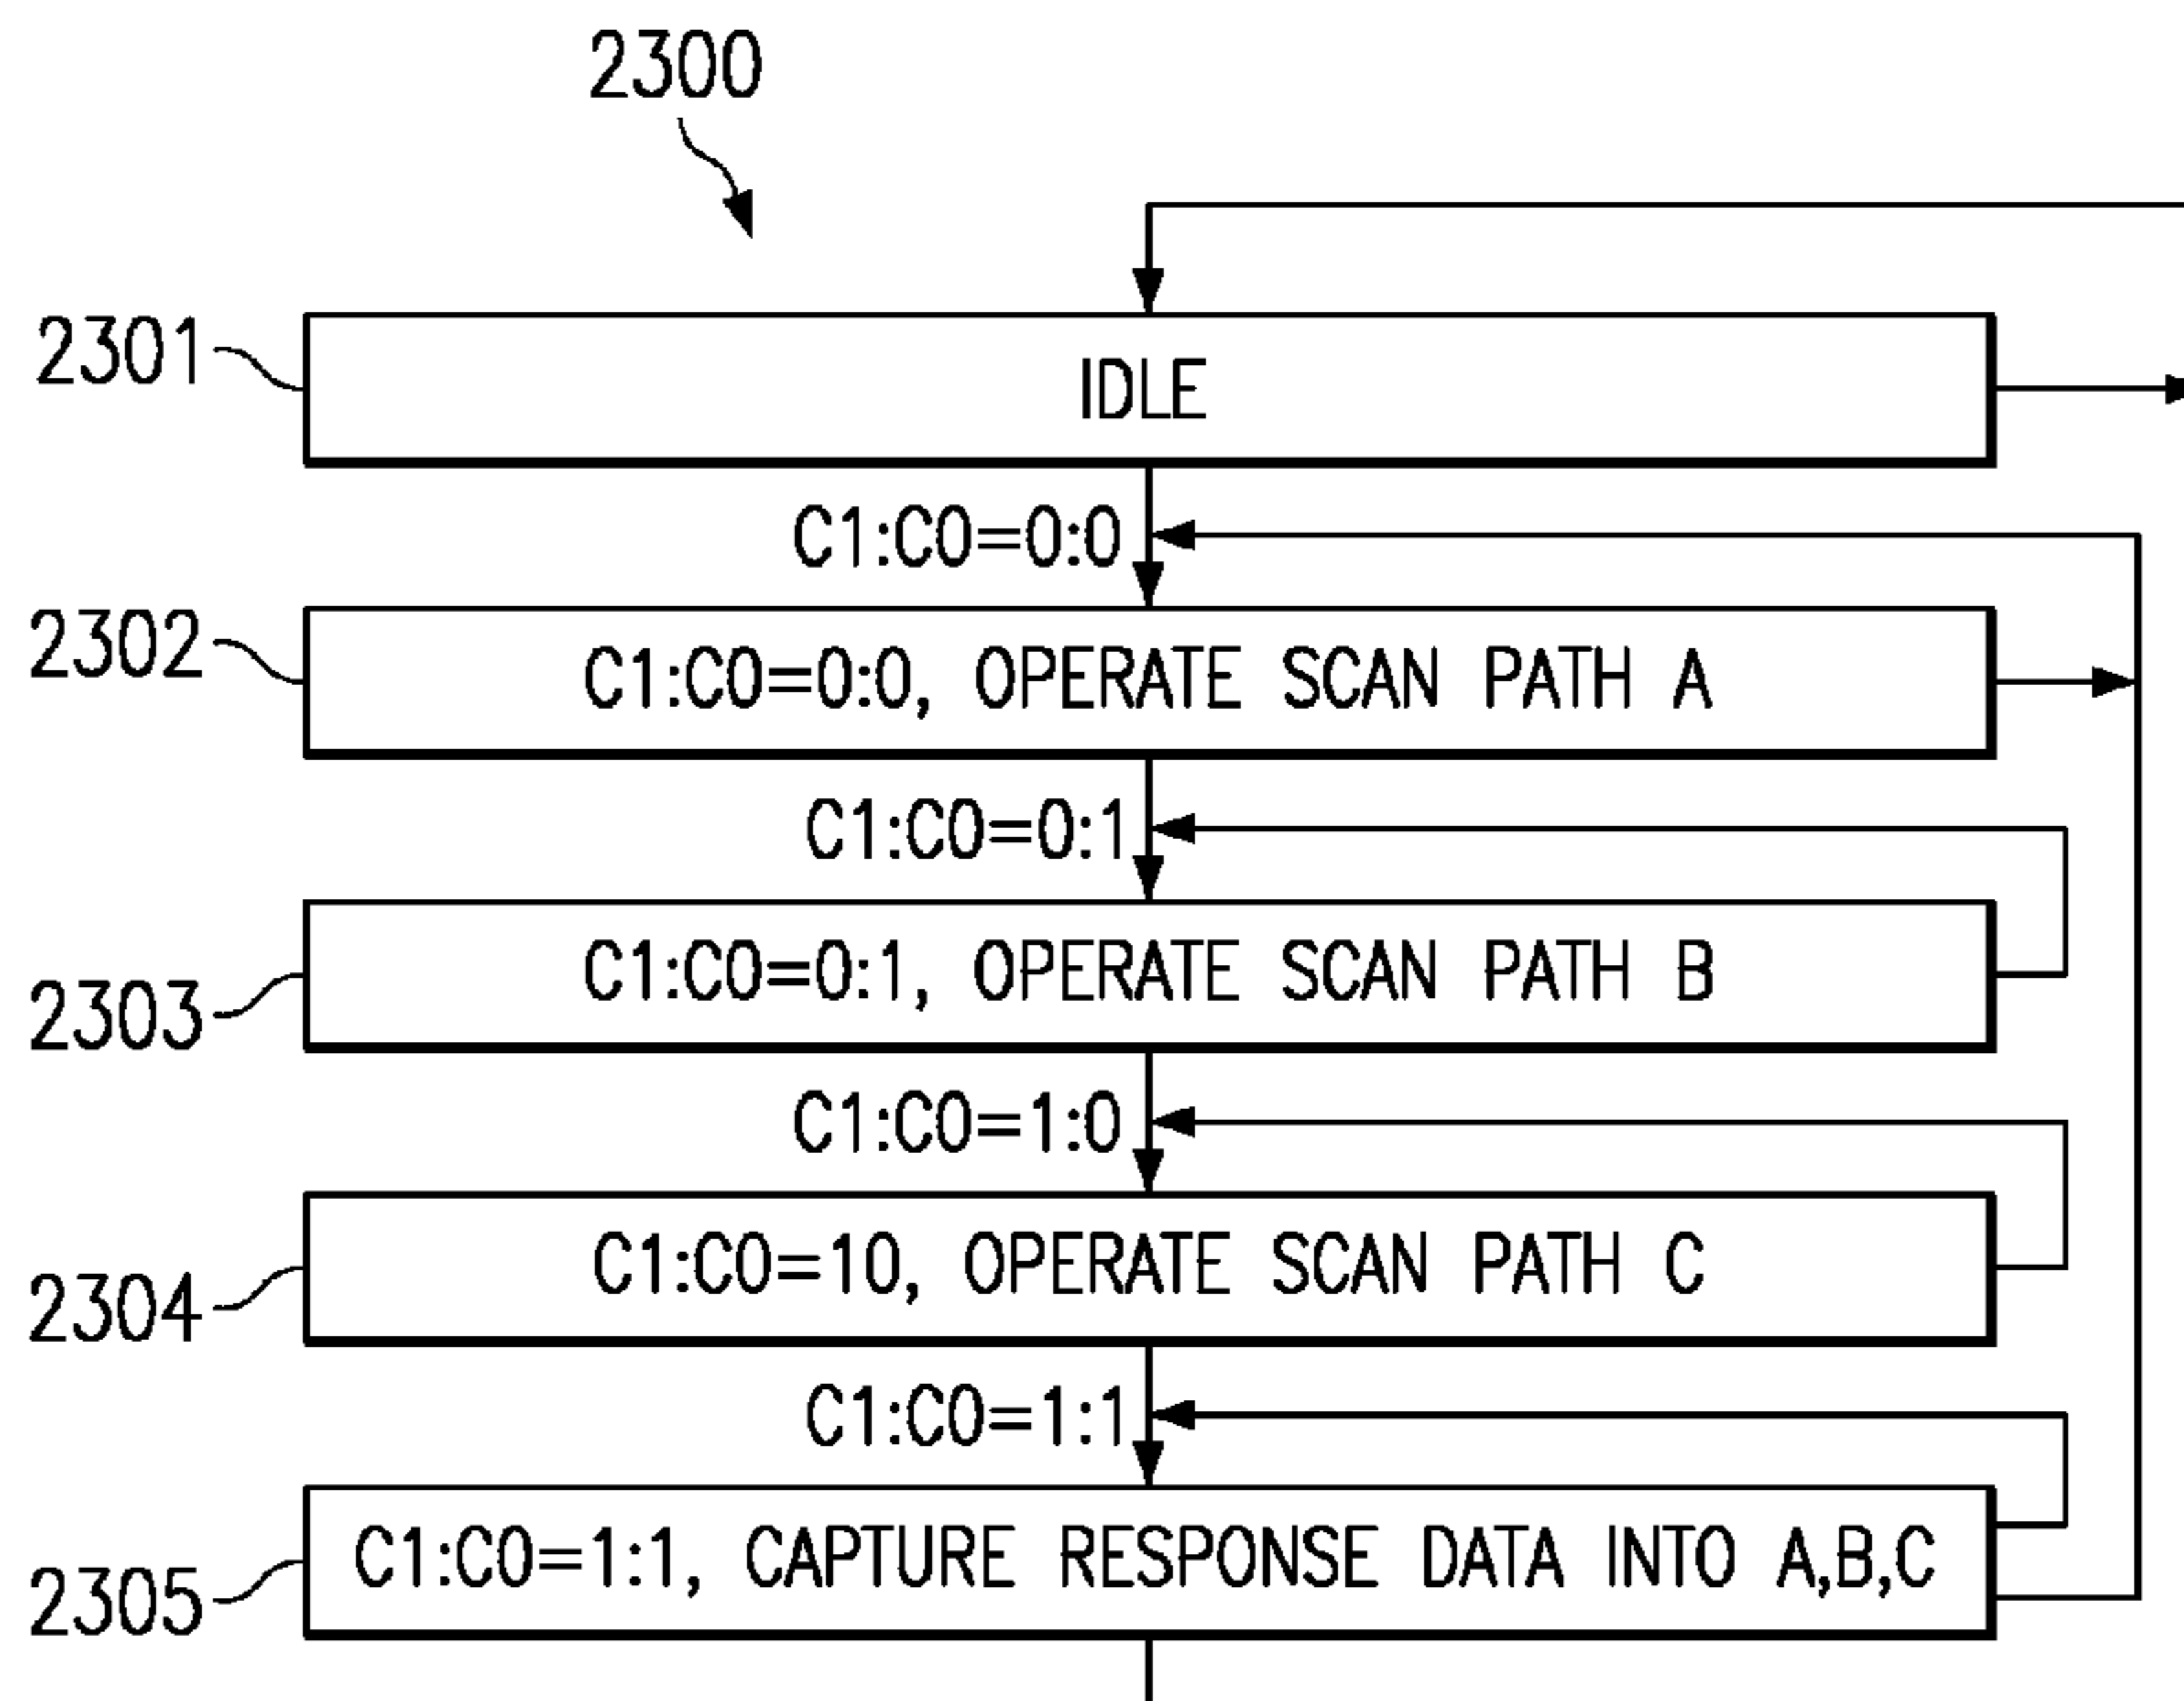 2300
2301
IDLE
C1:C0=0:0
2302
C1:C0=0:0, OPERATE SCAN PATH A
C1:C0=0:1
C1:C0=0:1, OPERATE SCAN PATH B
2303
C1:C0=1:0
C1:C0=10, OPERATE SCAN PATH C
2304
C1:C0=1:1
C1:C0=1:1, CAPTURE RESPONSE DATA INTO A,B,C
2305